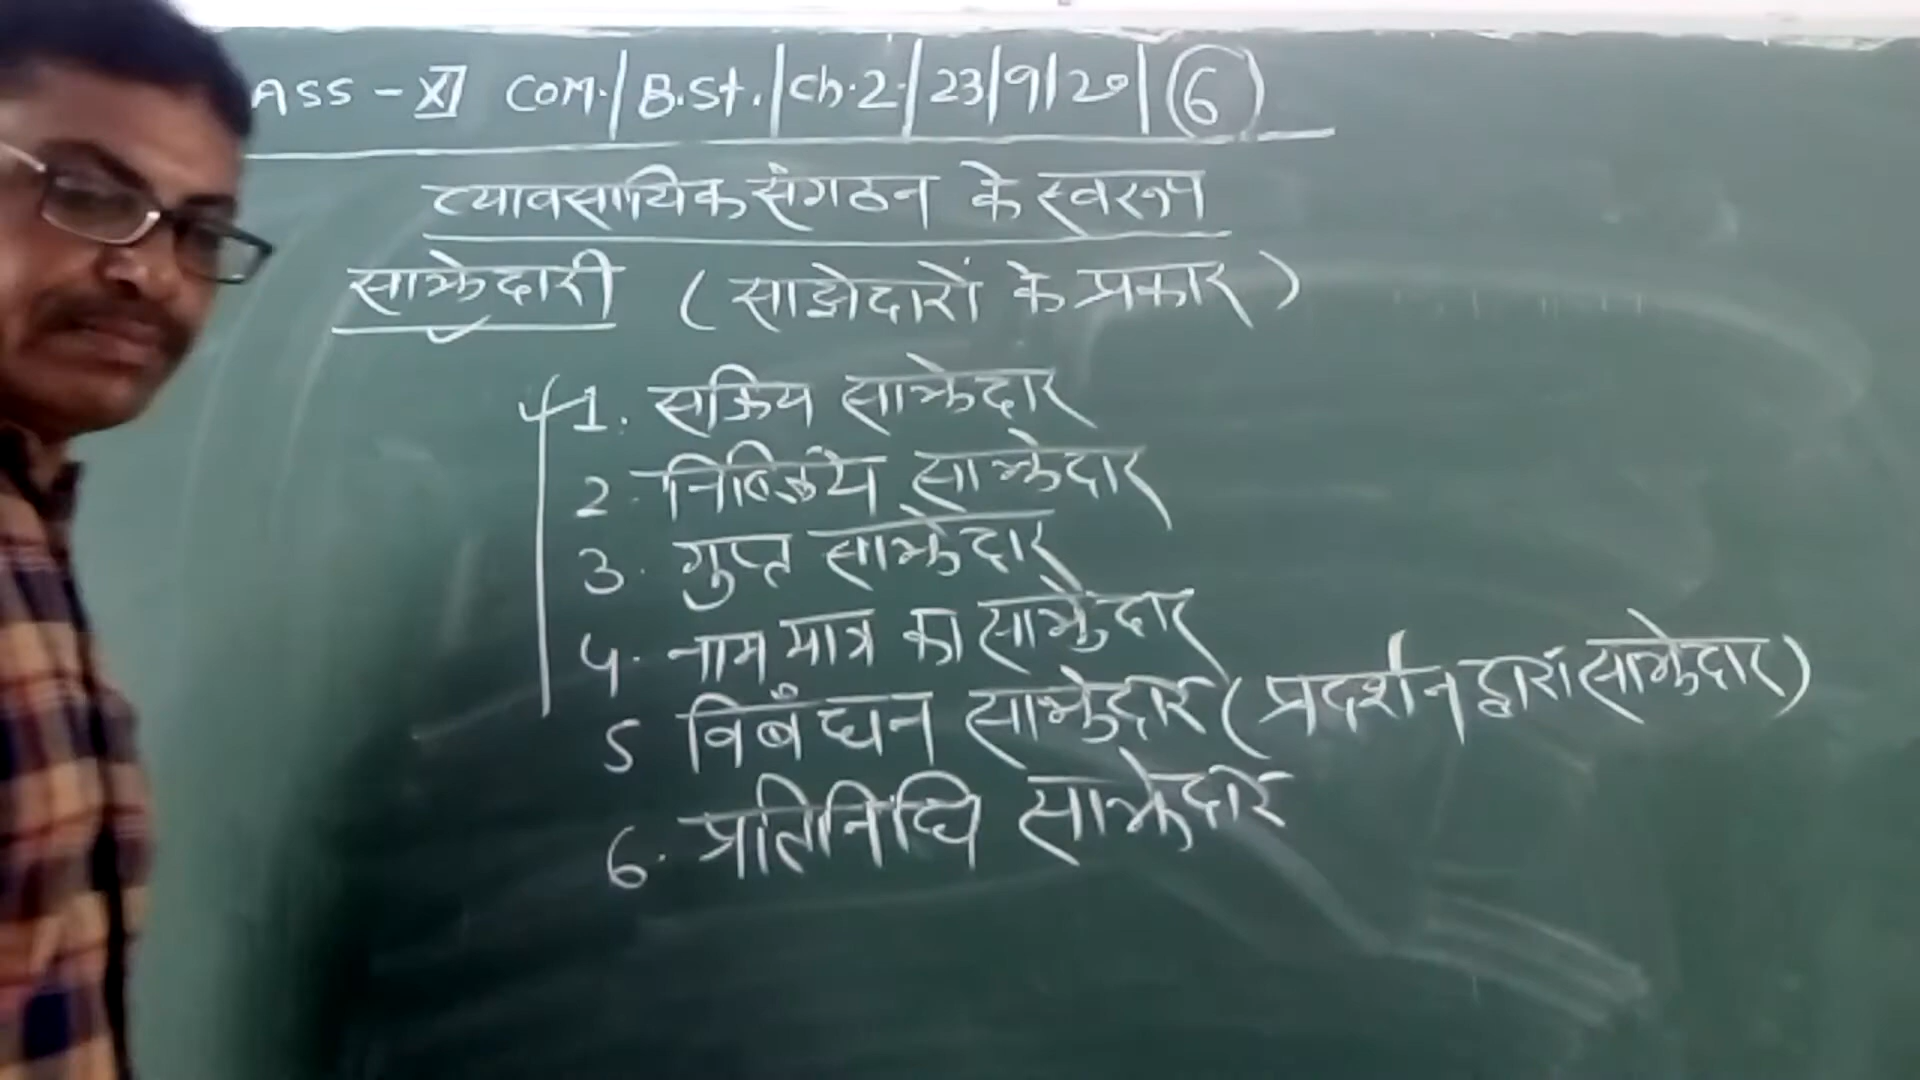 ASS - XI COM. | B.St. | Ch.2. | 23|9|20 | 6
व्यावसायिक संगठन के स्वरूप
साझेदारी (साझेदारों के प्रकार)
1. सक्रिय साझेदार
2. निष्क्रिय साझेदार
3. गुप्त साझेदार
4. नाम मात्र का साझेदार
5 विबंधन साझेदार (प्रदर्शन द्वारा साझेदार)
6. प्रतिनिधि साझेदार